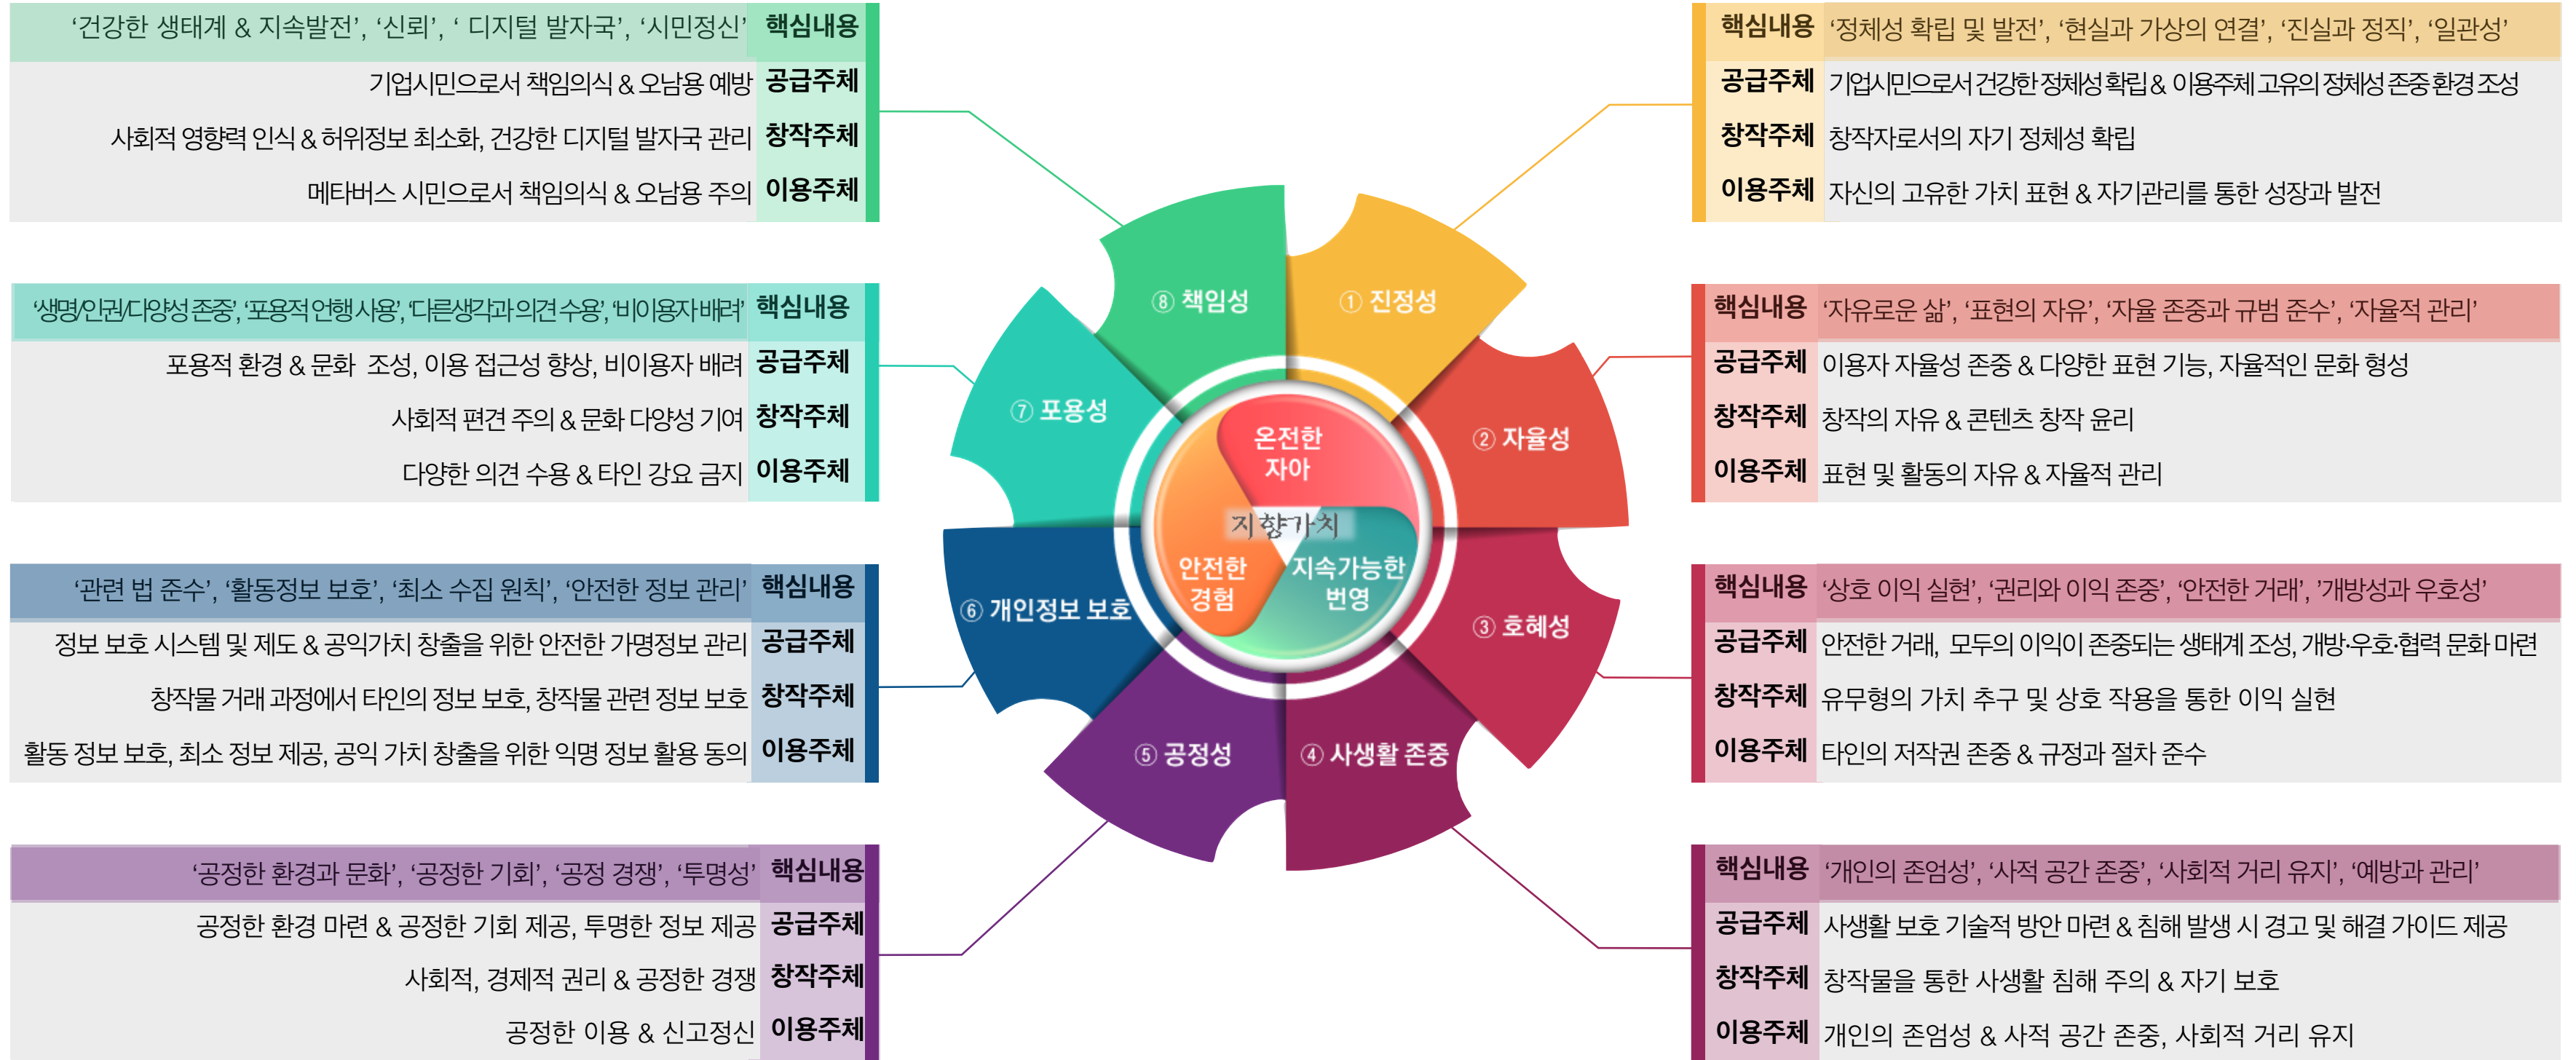 핵심내용 ‘정체성 확립 및 발전’, ‘현실과 가상의 연결’, ‘진실과 정직’, ‘일관성’
공급주체 기업시민으로서 건강한 정체성 확립 & 이용주체 고유의 정체성 존중 환경 조성
창작주체 창작자로서의 자기 정체성 확립
이용주체 자신의 고유한 가치 표현 & 자기관리를 통한 성장과 발전
핵심내용 ‘자유로운 삶’, ‘표현의 자유’, ‘자율 존중과 규범 준수’, ‘자율적 관리’
공급주체 이용자 자율성 존중 & 다양한 표현 기능, 자율적인 문화 형성
창작주체 창작의 자유 & 콘텐츠 창작 윤리
이용주체 표현 및 활동의 자유 & 자율적 관리
핵심내용 ‘상호 이익 실현’, ‘권리와 이익 존중’, ‘안전한 거래’, ’개방성과 우호성’
공급주체 안전한 거래, 모두의 이익이 존중되는 생태계 조성, 개방·우호·협력 문화 마련
창작주체 유무형의 가치 추구 및 상호 작용을 통한 이익 실현
이용주체 타인의 저작권 존중 & 규정과 절차 준수
핵심내용 ‘개인의 존엄성’, ‘사적 공간 존중’, ‘사회적 거리 유지’, ‘예방과 관리’
공급주체 사생활 보호 기술적 방안 마련 & 침해 발생 시 경고 및 해결 가이드 제공
창작주체 창작물을 통한 사생활 침해 주의 & 자기 보호
이용주체 개인의 존엄성 & 사적 공간 존중, 사회적 거리 유지
‘공정한 환경과 문화’, ‘공정한 기회’, ‘공정 경쟁’, ‘투명성’ 핵심내용
공정한 환경 마련 & 공정한 기회 제공, 투명한 정보 제공 공급주체
사회적, 경제적 권리 & 공정한 경쟁 창작주체
공정한 이용 & 신고정신 이용주체
‘관련 법 준수’, ‘활동정보 보호’, ‘최소 수집 원칙’, ‘안전한 정보 관리’ 핵심내용
정보 보호 시스템 및 제도 & 공익가치 창출을 위한 안전한 가명정보 관리 공급주체
창작물 거래 과정에서 타인의 정보 보호, 창작물 관련 정보 보호 창작주체
활동 정보 보호, 최소 정보 제공, 공익 가치 창출을 위한 익명 정보 활용 동의 이용주체
‘생명/인권/다양성 존중’, ‘포용적 언행 사용’, ‘다른생각과 의견 수용’, ‘비이용자 배려’ 핵심내용
포용적 환경 & 문화 조성, 이용 접근성 향상, 비이용자 배려 공급주체
사회적 편견 주의 & 문화 다양성 기여 창작주체
다양한 의견 수용 & 타인 강요 금지 이용주체
‘건강한 생태계 & 지속발전’, ‘신뢰’, ‘ 디지털 발자국’, ‘시민정신’ 핵심내용
기업시민으로서 책임의식 & 오남용 예방 공급주체
사회적 영향력 인식 & 허위정보 최소화, 건강한 디지털 발자국 관리 창작주체
메타버스 시민으로서 책임의식 & 오남용 주의 이용주체
① 진정성
② 자율성
③ 호혜성
④ 사생활 존중
⑤ 공정성
⑥ 개인정보 보호
⑦ 포용성
⑧ 책임성
온전한
자아
지향가치
안전한
경험
지속가능한
번영